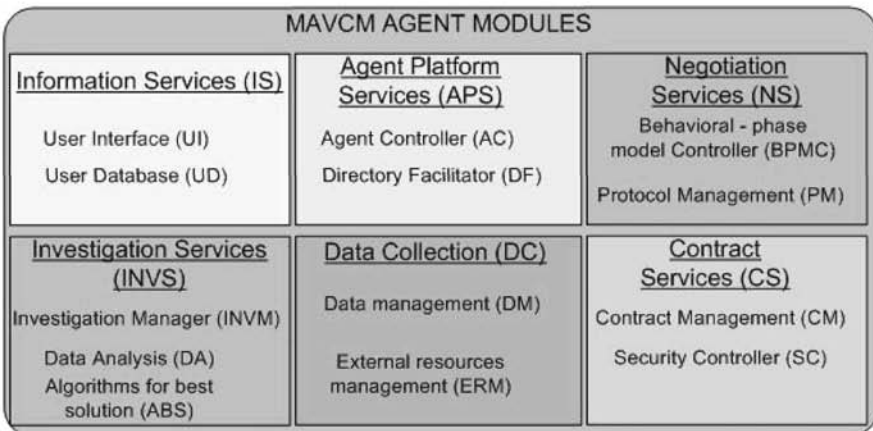 MAVCM AGENT MODULES
Information Services (IS)
User Interface (UI)
User Database (UD)
Agent Platform
Services (APS)
Agent Controller (AC)
Directory Facilitator (DF)
Negotiation
Services (NS)
Behavioral - phase
model Controller (BPMC)
Protocol Management (PM)
Investigation Services
(INVS)
Investigation Manager (INVM)
Data Analysis (DA)
Algorithms for best
solution (ABS)
Data Collection (DC)
Data management (DM)
External resources
management (ERM)
Contract
Services (CS)
Contract Management (CM)
Security Controller (SC)